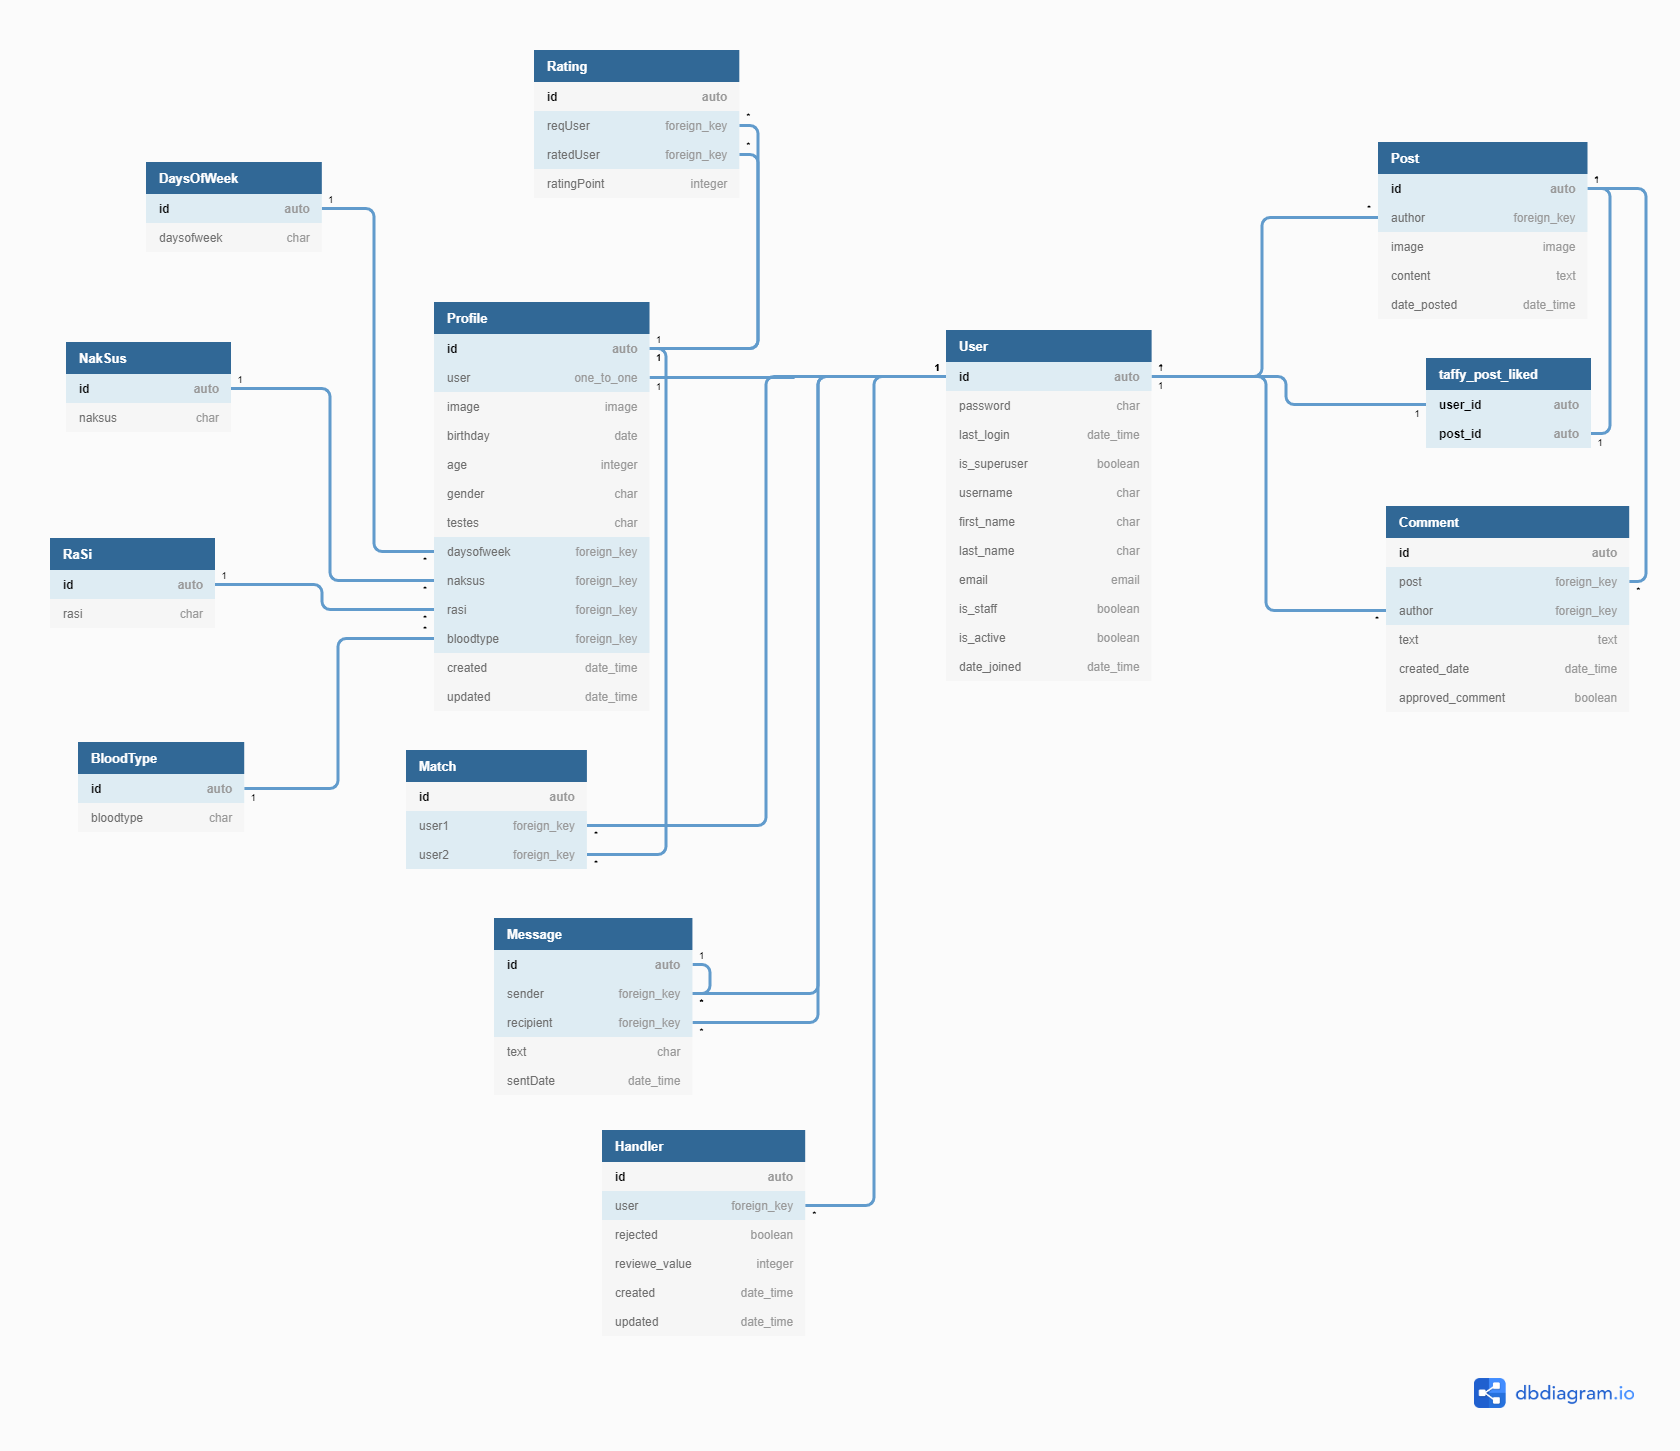 Rating
id auto
reqUser foreign_key
ratedUser foreign_key
ratingPoint integer
*
*
DaysOfWeek
id auto
daysofweek char
1
NakSus
id auto
naksus char
1
RaSi
id auto
rasi char
1
BloodType
id auto
bloodtype char
1
Profile
id auto
user one_to_one
image image
birthday date
age integer
gender char
testes char
daysofweek foreign_key
naksus foreign_key
rasi foreign_key
bloodtype foreign_key
created date_time
updated date_time
1
1
1
*
*
*
*
Match
id auto
user1 foreign_key
user2 foreign_key
*
*
Message
id auto
sender foreign_key
recipient foreign_key
text char
sentDate date_time
1
*
*
Handler
id auto
user foreign_key
rejected boolean
reviewe_value integer
created date_time
updated date_time
*
User
id auto
password char
last_login date_time
is_superuser boolean
username char
first_name char
last_name char
email email
is_staff boolean
is_active boolean
date_joined date_time
1
1
1
Post
id auto
author foreign_key
image image
content text
date_posted date_time
1
*
taffy_post_liked
user_id auto
post_id auto
1
1
Comment
id auto
post foreign_key
author foreign_key
text text
created_date date_time
approved_comment boolean
*
*
dbdiagram.io